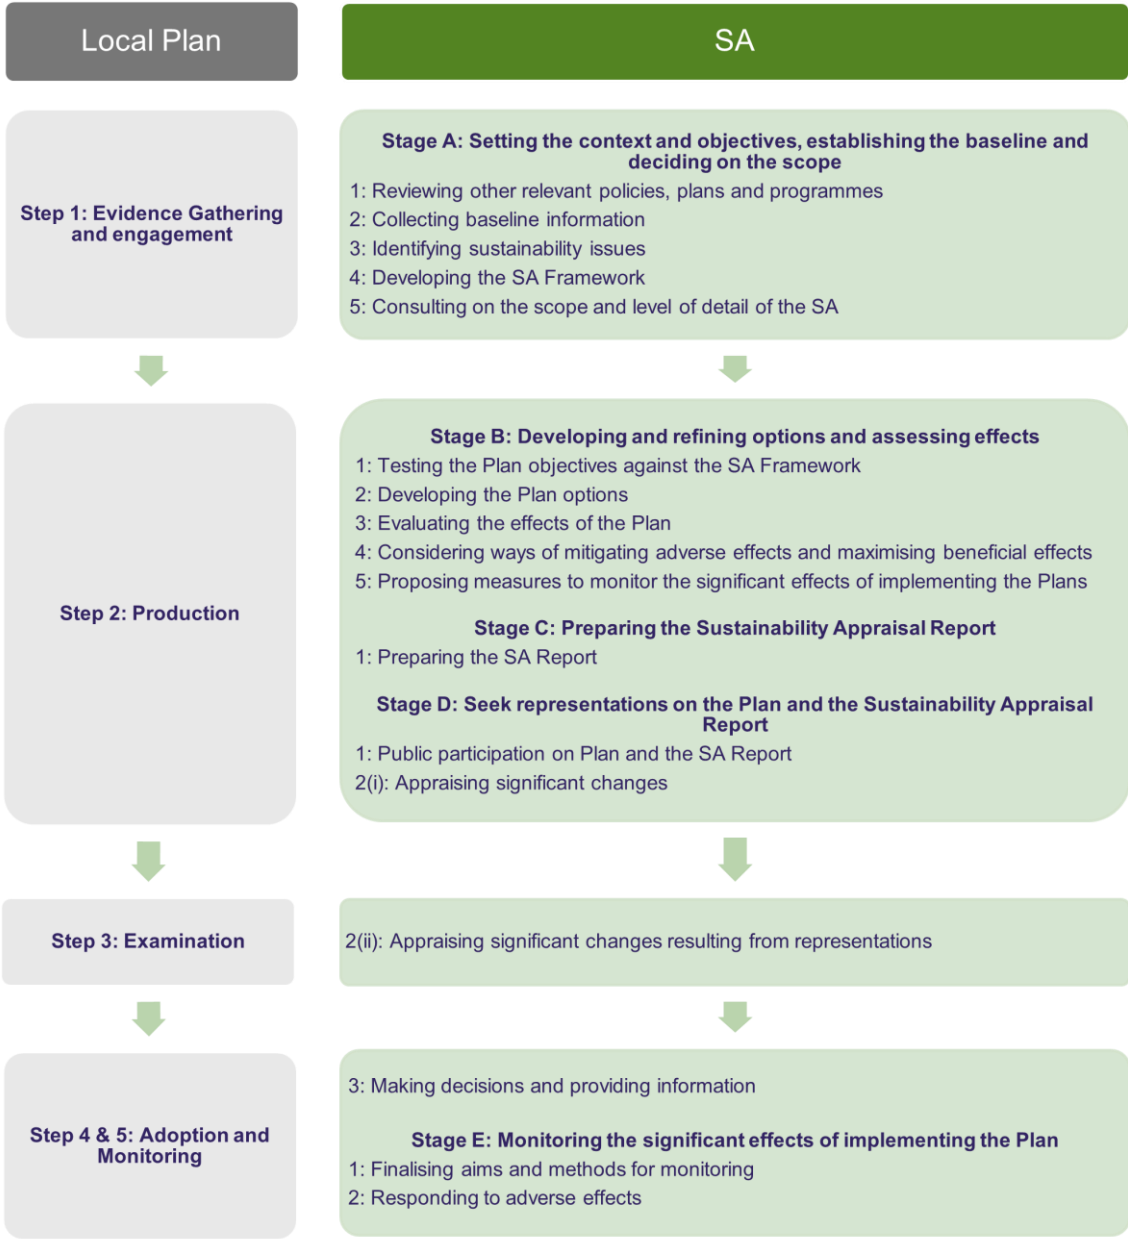 Local Plan
SA
Step 1: Evidence Gathering
and engagement
Stage A: Setting the context and objectives, establishing the baseline and
deciding on the scope
1: Reviewing other relevant policies, plans and programmes
2: Collecting baseline information
3: Identifying sustainability issues
4: Developing the SA Framework
5: Consulting on the scope and level of detail of the SA
Step 2: Production
Stage B: Developing and refining options and assessing effects
1: Testing the Plan objectives against the SA Framework
2: Developing the Plan options
3: Evaluating the effects of the Plan
4: Considering ways of mitigating adverse effects and maximising beneficial effects
5: Proposing measures to monitor the significant effects of implementing the Plans
Stage C: Preparing the Sustainability Appraisal Report
1: Preparing the SA Report
Stage D: Seek representations on the Plan and the Sustainability Appraisal
Report
1: Public participation on Plan and the SA Report
2(i): Appraising significant changes
Step 3: Examination
2(ii): Appraising significant changes resulting from representations
Step 4 & 5: Adoption and
Monitoring
3: Making decisions and providing information
Stage E: Monitoring the significant effects of implementing the Plan
1: Finalising aims and methods for monitoring
2: Responding to adverse effects